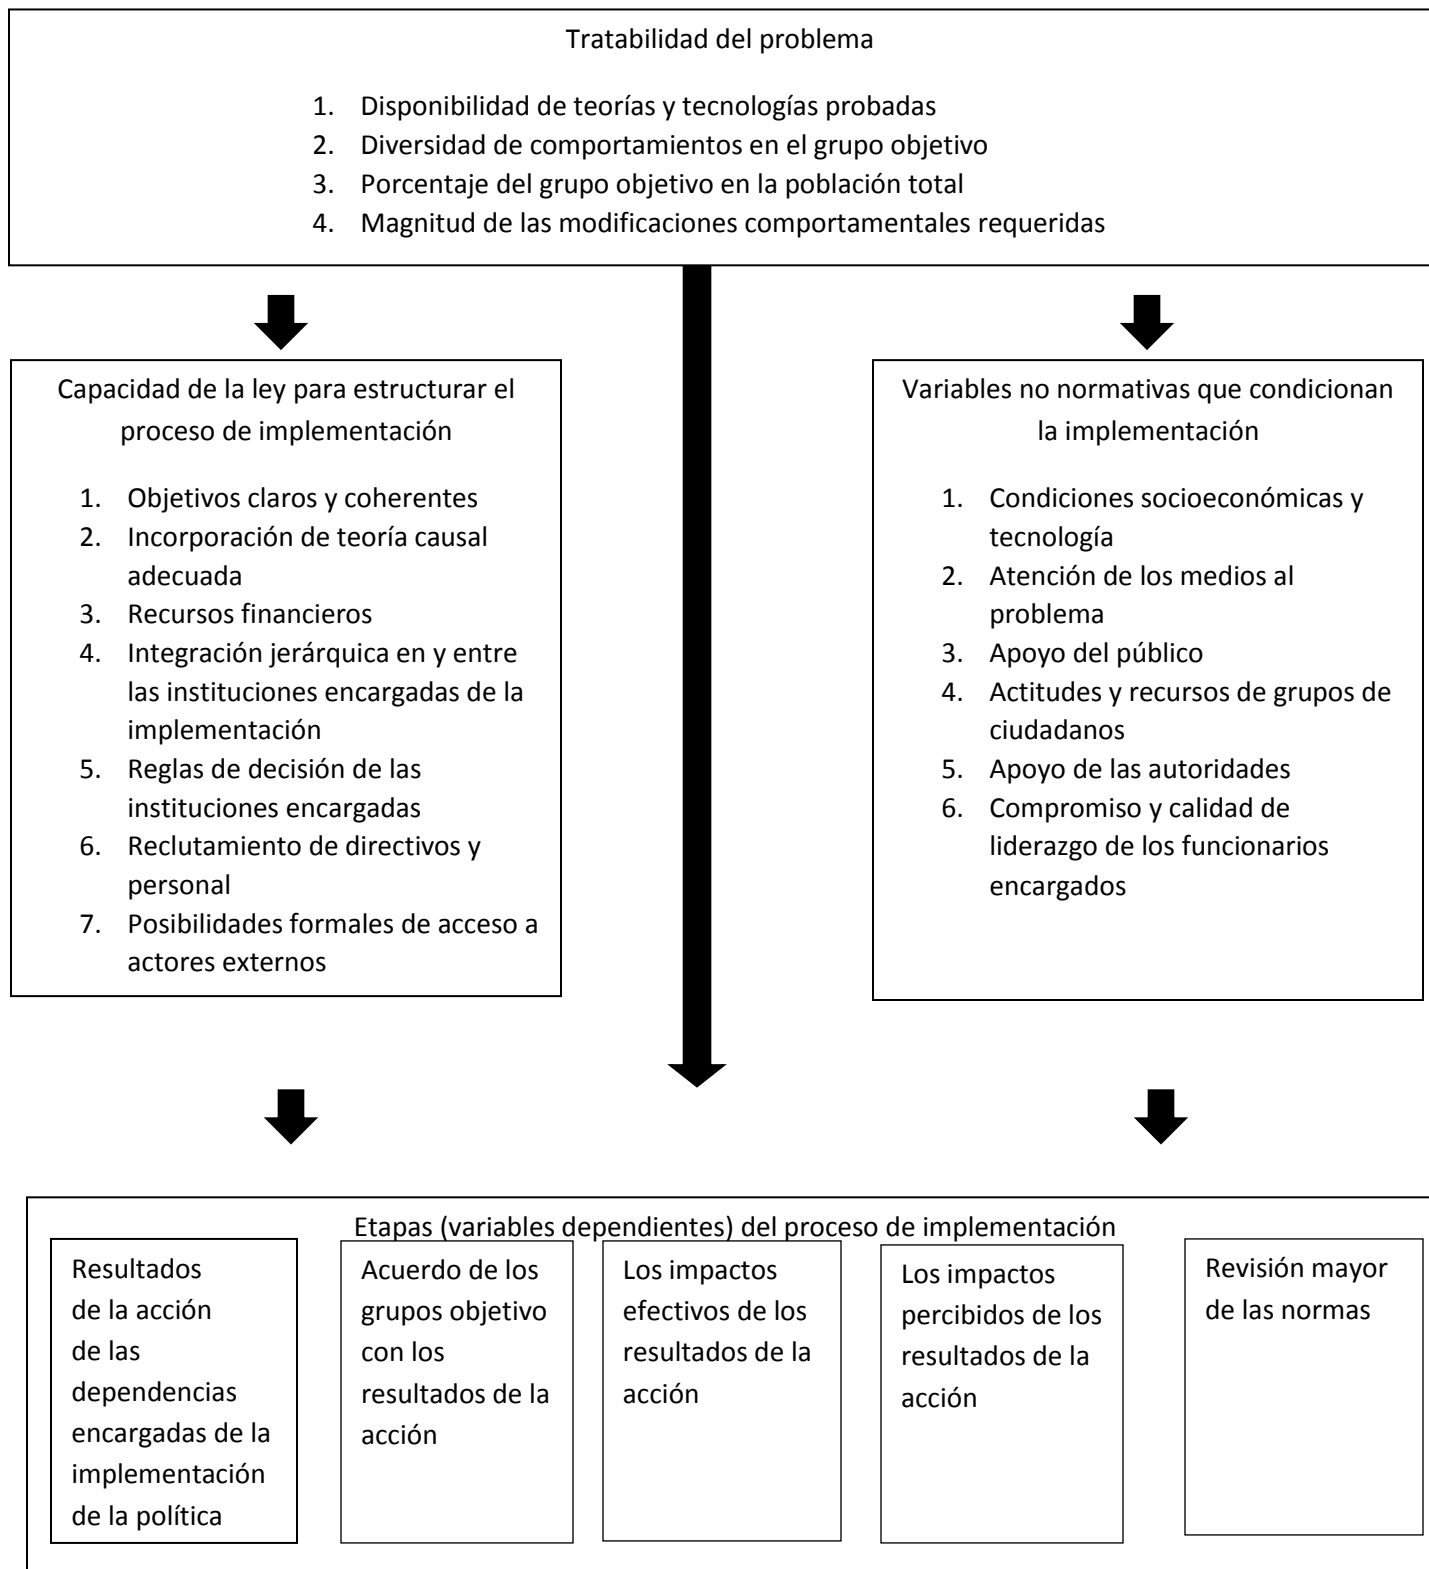 Tratabilidad del problema
1. Disponibilidad de teorías y tecnologías probadas
2. Diversidad de comportamientos en el grupo objetivo
3. Porcentaje del grupo objetivo en la población total
4. Magnitud de las modificaciones comportamentales requeridas
Capacidad de la ley para estructurar el
proceso de implementación
1. Objetivos claros y coherentes
2. Incorporación de teoría causal
adecuada
3. Recursos financieros
4. Integración jerárquica en y entre
las instituciones encargadas de la
implementación
5. Reglas de decisión de las
instituciones encargadas
6. Reclutamiento de directivos y
personal
7. Posibilidades formales de acceso a
actores externos
Variables no normativas que condicionan
la implementación
1. Condiciones socioeconómicas y
tecnología
2. Atención de los medios al
problema
3. Apoyo del público
4. Actitudes y recursos de grupos de
ciudadanos
5. Apoyo de las autoridades
6. Compromiso y calidad de
liderazgo de los funcionarios
encargados
Etapas (variables dependientes) del proceso de implementación
Resultados
de la acción
de las
dependencias
encargadas de la
implementación
de la política
Acuerdo de los
grupos objetivo
con los
resultados de la
acción
Los impactos
efectivos de los
resultados de la
acción
Los impactos
percibidos de los
resultados de la
acción
Revisión mayor
de las normas